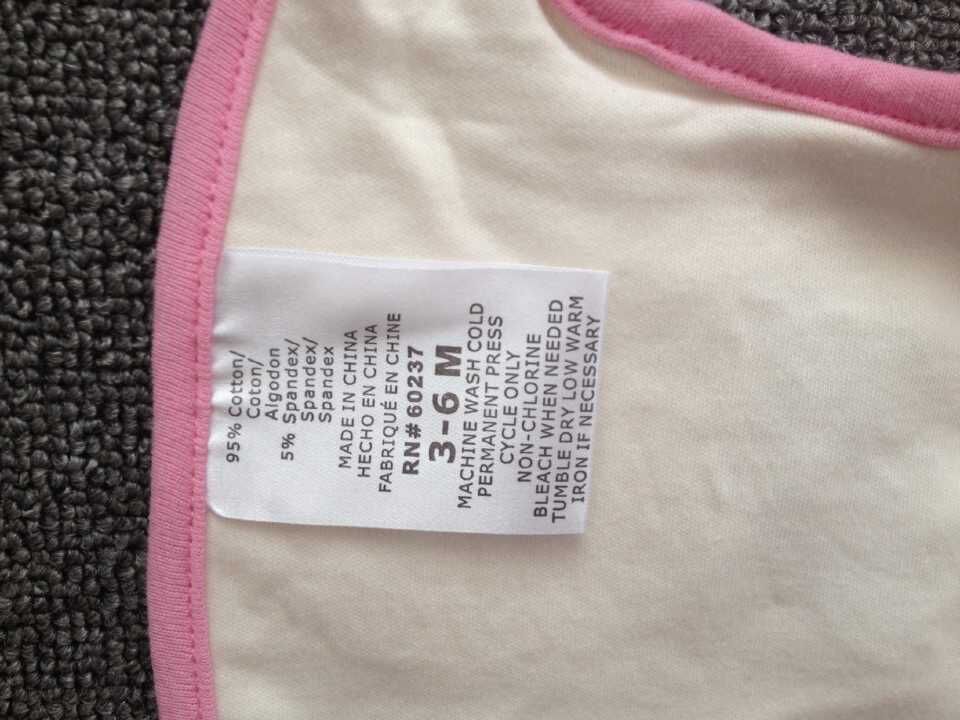 95% Cotton/
Coton/
Algodon
5% Spandex/
Spandex/
Spandex
MADE IN CHINA
HECHO EN CHINA
FABRIQUÉ EN CHINE
RN# 60237
3-6 M
MACHINE WASH COLD
PERMANENT PRESS
CYCLE ONLY
NON-CHLORINE
BLEACH WHEN NEEDED
TUMBLE DRY LOW WARM
IRON IF NECESSARY